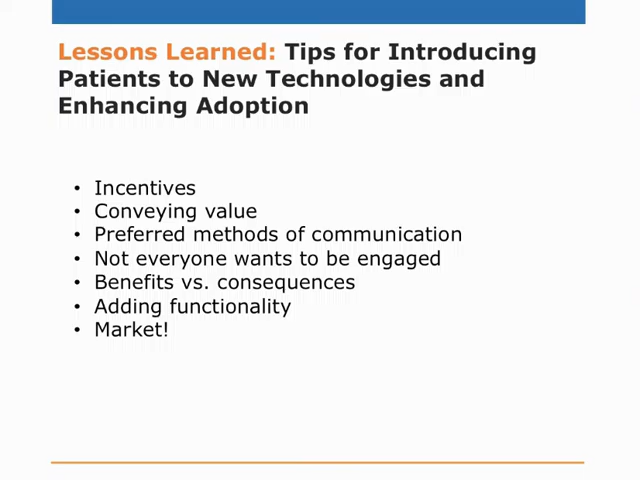 Lessons Learned: Tips for Introducing
Patients to New Technologies and
Enhancing Adoption
• Incentives
• Conveying value
• Preferred methods of communication
• Not everyone wants to be engaged
• Benefits vs. consequences
• Adding functionality
• Market!